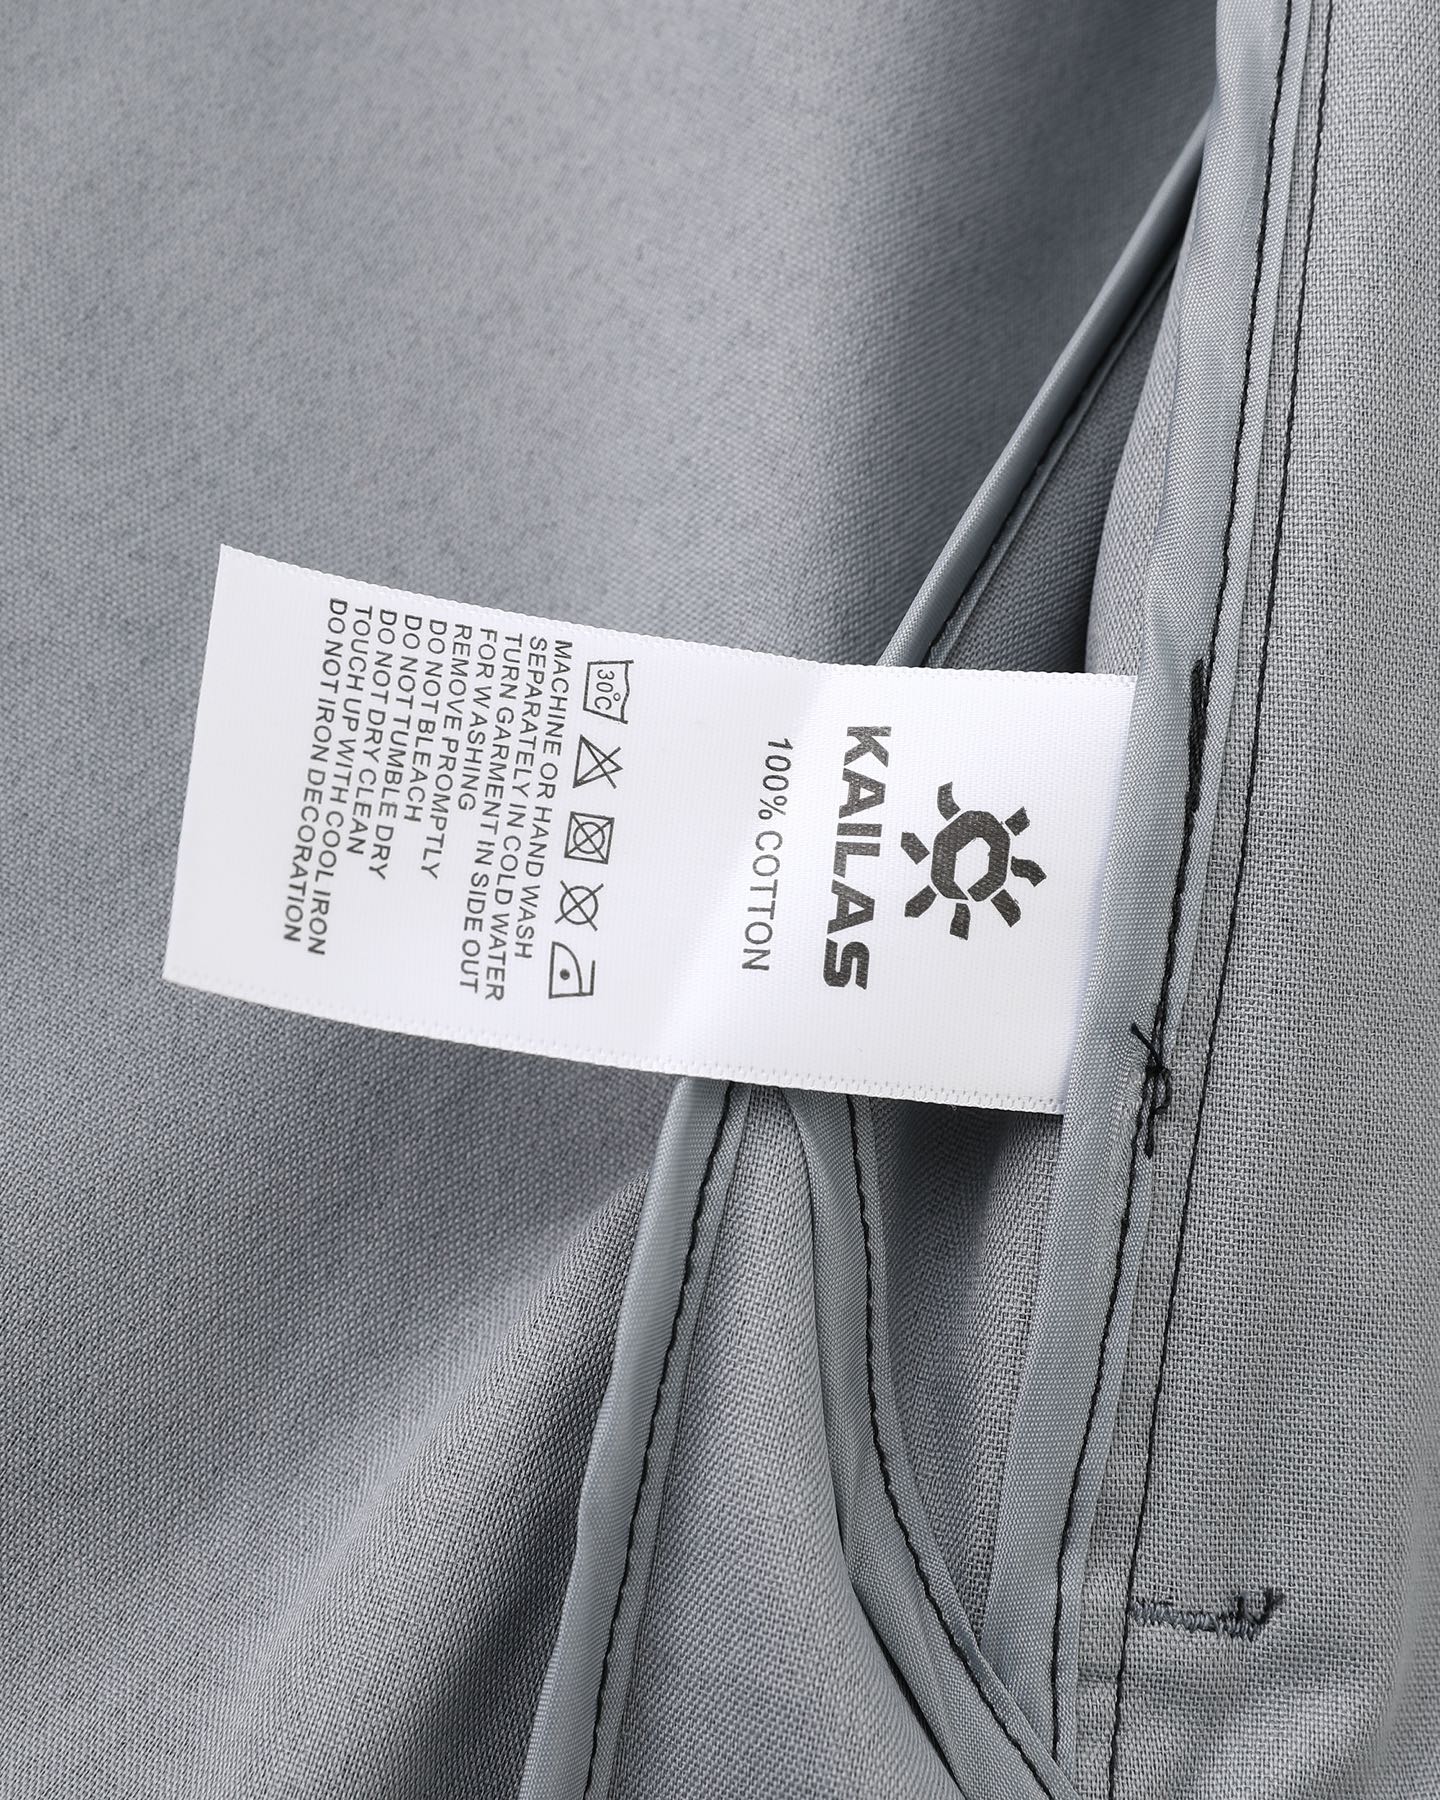 KAILAS
100% COTTON
30℃
MACHINE OR HAND WASH
SEPARATELY IN COLD WATER
TURN GARMENT IN SIDE OUT
FOR WASHING
REMOVE PROMPTLY
DO NOT BLEACH
DO NOT TUMBLE DRY
DO NOT DRY CLEAN
TOUCH UP WITH COOL IRON
DO NOT IRON DECORATION